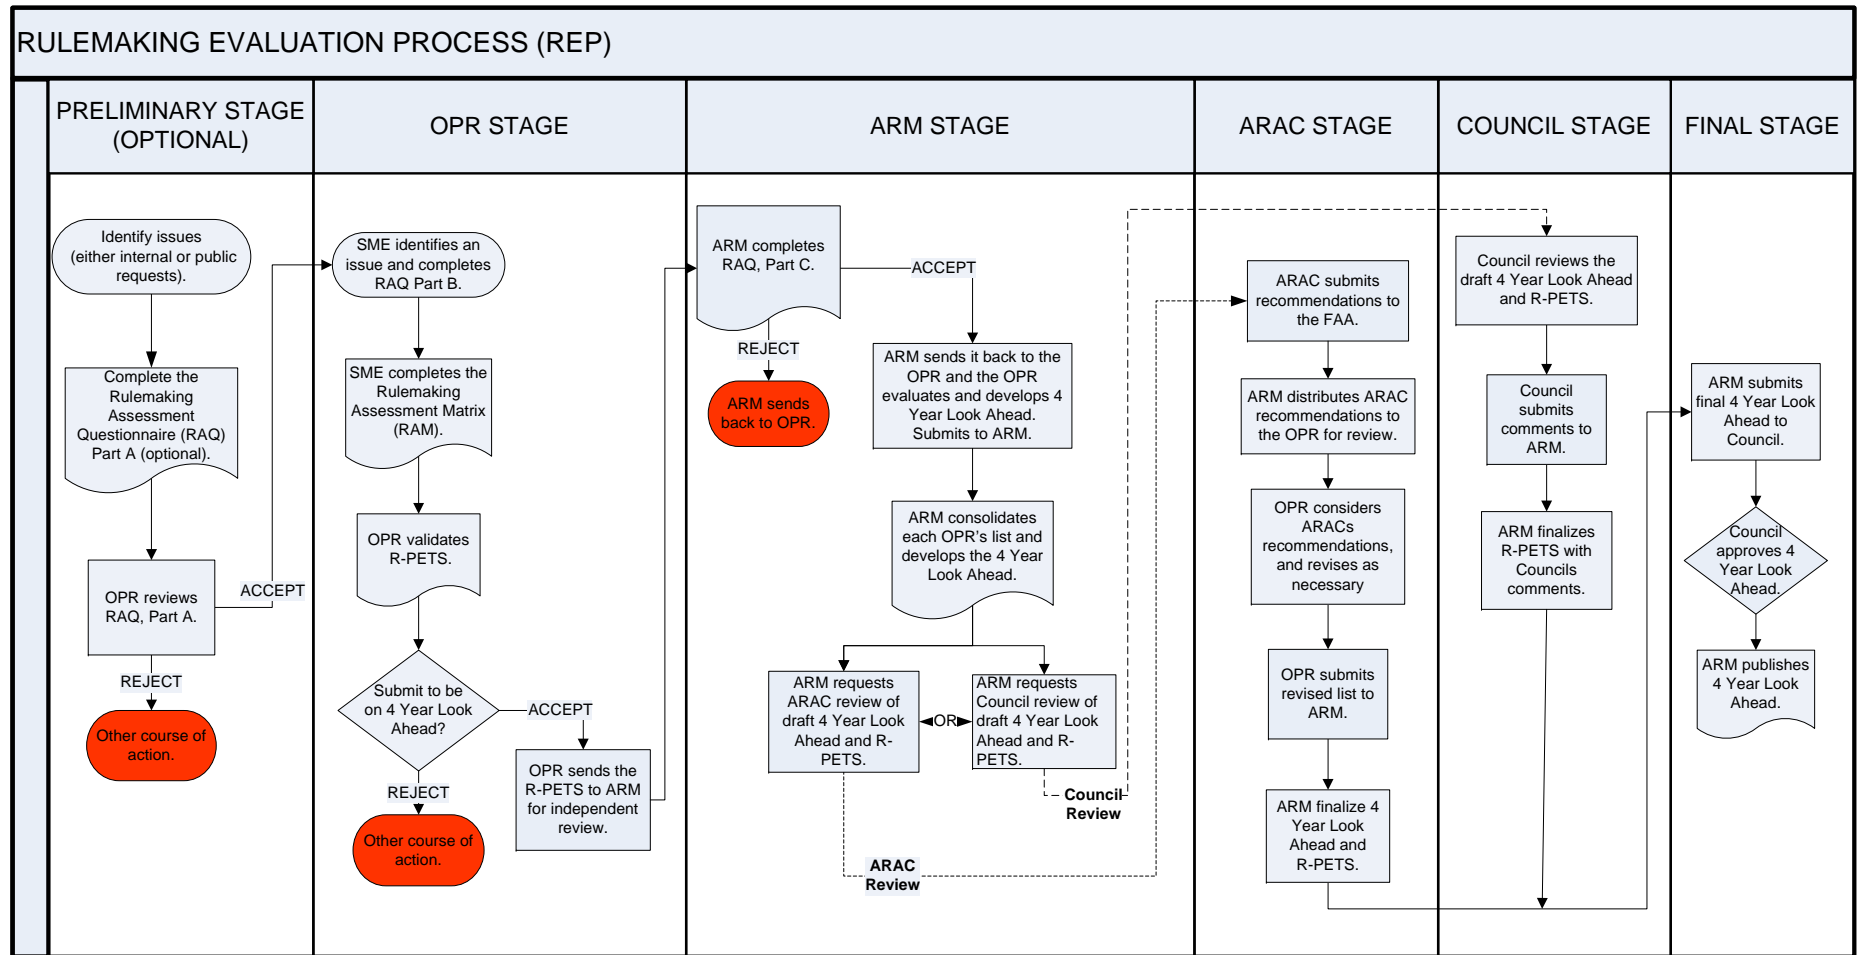 RULEMAKING EVALUATION PROCESS (REP)
PRELIMINARY STAGE
(OPTIONAL)
OPR STAGE
ARM STAGE
ARAC STAGE
COUNCIL STAGE
FINAL STAGE
Identify issues
(either internal or public
requests).
Complete the
Rulemaking
Assessment
Questionnaire (RAQ)
Part A (optional).
OPR reviews
RAQ, Part A.
ACCEPT
REJECT
Other course of
action.
SME identifies an
issue and completes
RAQ Part B.
SME completes the
Rulemaking
Assessment Matrix
(RAM).
OPR validates
R-PETS.
Submit to be
on 4 Year Look
Ahead?
ACCEPT
OPR sends the
R-PETS to ARM
for independent
review.
REJECT
Other course of
action.
ARM completes
RAQ, Part C.
ACCEPT
REJECT
ARM sends
back to OPR.
ARM sends it back to the
OPR and the OPR
evaluates and develops 4
Year Look Ahead.
Submits to ARM.
ARM consolidates
each OPR's list and
develops the 4 Year
Look Ahead.
ARM requests
ARAC review of
draft 4 Year Look
Ahead and R-
PETS.
OR
ARM requests
Council review of
draft 4 Year Look
Ahead and R-
PETS.
Council
Review
ARAC
Review
ARAC submits
recommendations to
the FAA.
ARM distributes ARAC
recommendations to
the OPR for review.
OPR considers
ARACs
recommendations,
and revises as
necessary
OPR submits
revised list to
ARM.
ARM finalize 4
Year Look
Ahead and
R-PETS.
Council reviews the
draft 4 Year Look Ahead
and R-PETS.
Council
submits
comments to
ARM.
ARM finalizes
R-PETS with
Councils
comments.
ARM submits
final 4 Year Look
Ahead to
Council.
Council
approves 4
Year Look
Ahead.
ARM publishes
4 Year Look
Ahead.